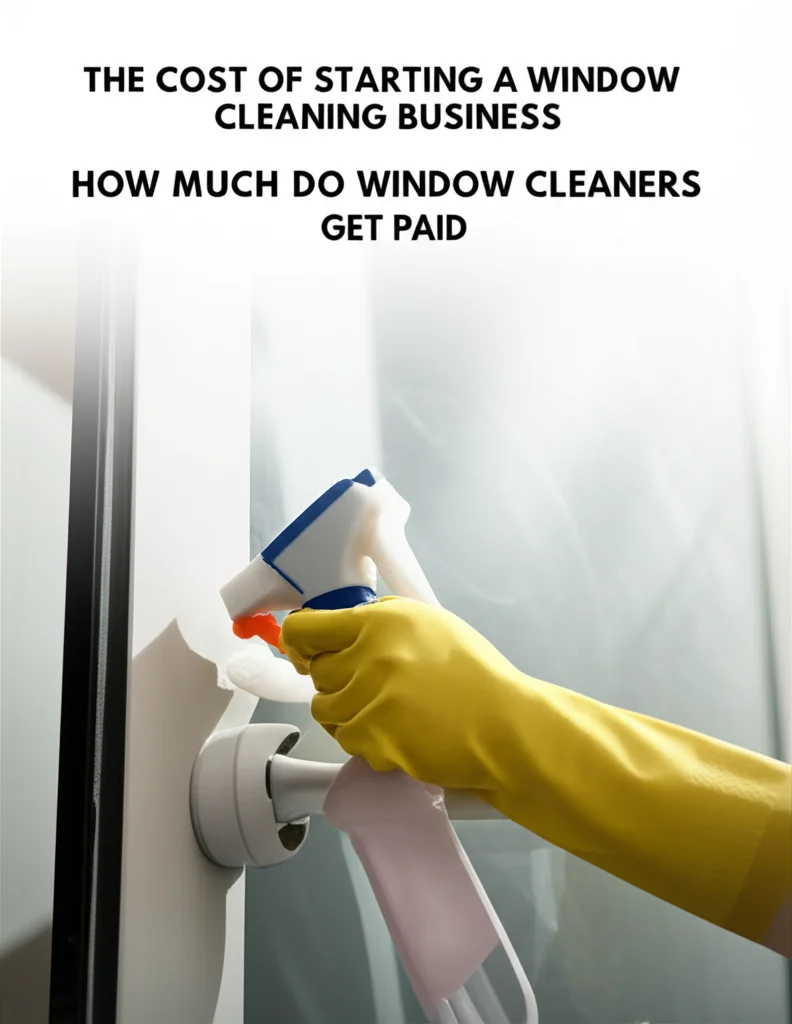 THE COST OF STARTING A WINDOW
CLEANING BUSINESS
HOW MUCH DO WINDOW CLEANERS
GET PAID